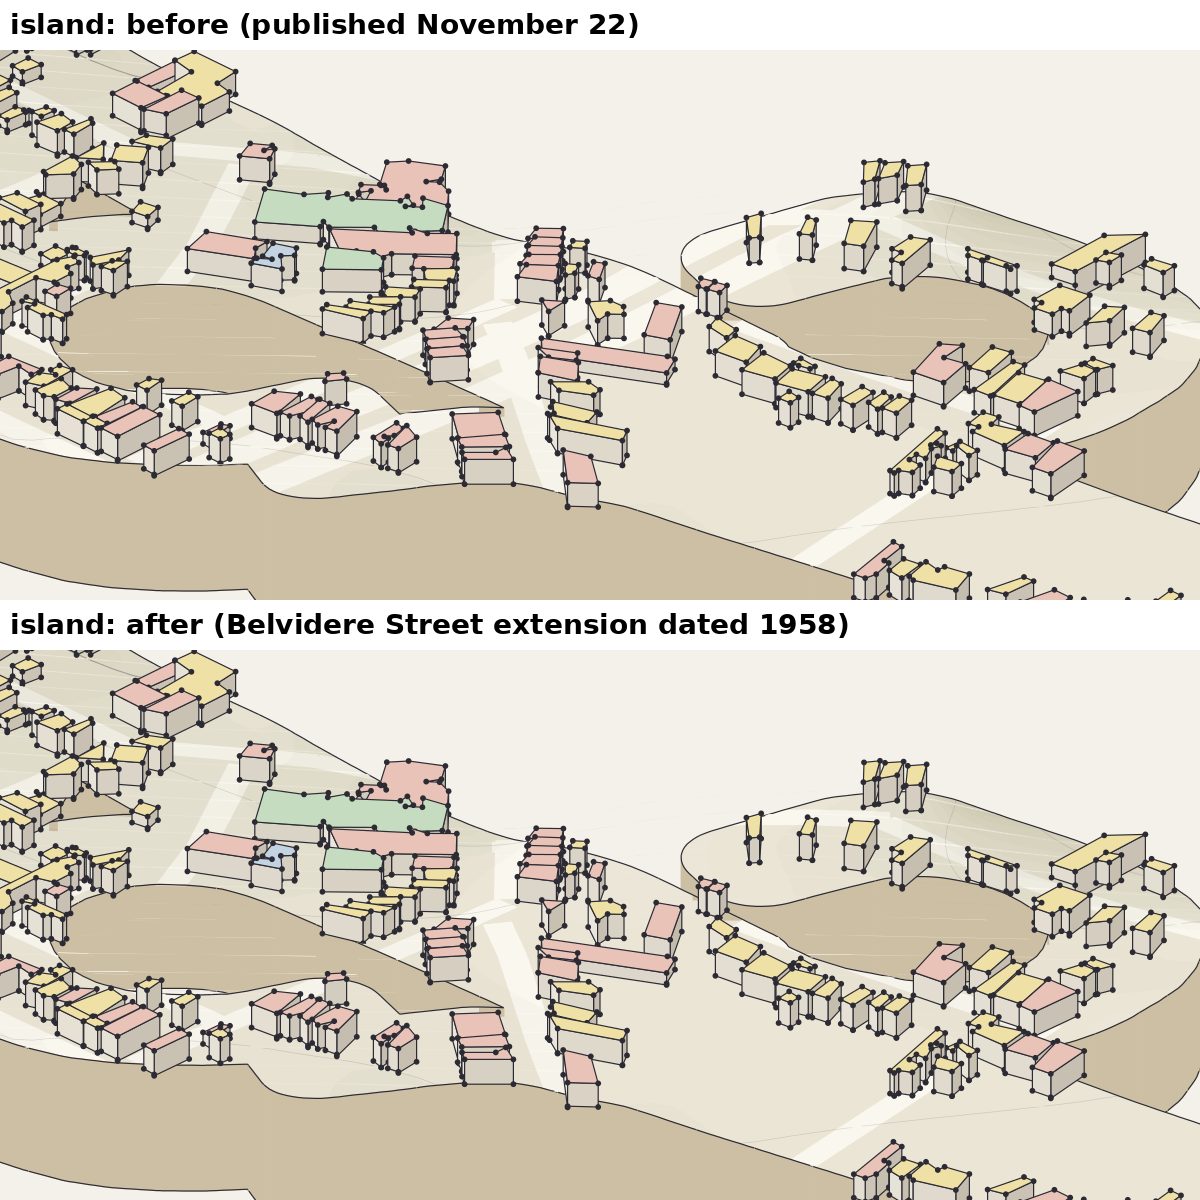 island: before (published November 22)
island: after (Belvidere Street extension dated 1958)